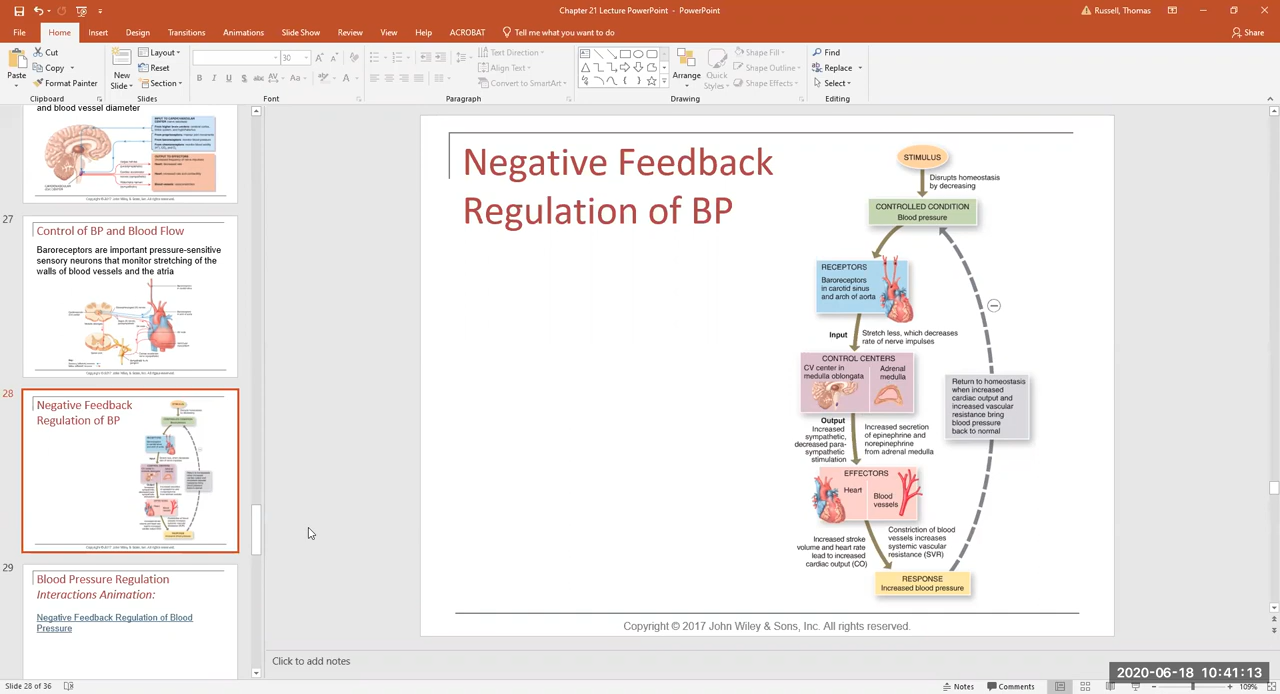 Chapter 21 Lecture PowerPoint - PowerPoint
Russell, Thomas
File Home Insert Design Transitions Animations Slide Show Review View Help ACROBAT Tell me what you want to do Share
Paste
Cut
Copy
Format Painter
Clipboard
New
Slide
Layout
Reset
Section
Slides
30
B I U S abc AV Aa
Font
Text Direction
Align Text
Convert to SmartArt
Paragraph
Arrange
Quick
Styles
Shape Fill
Shape Outline
Shape Effects
Drawing
Find
Replace
Select
Editing
and blood vessel diameter
27
Control of BP and Blood Flow
Baroreceptors are important pressure-sensitive
sensory neurons that monitor stretching of the
walls of blood vessels and the atria
28
Negative Feedback
Regulation of BP
29
Blood Pressure Regulation
Interactions Animation:
Negative Feedback Regulation of Blood
Pressure
Negative Feedback
Regulation of BP
STIMULUS
Disrupts homeostasis
by decreasing
CONTROLLED CONDITION
Blood pressure
RECEPTORS
Baroreceptors
in carotid sinus
and arch of aorta
Input
Stretch less, which decreases
rate of nerve impulses
CONTROL CENTERS
CV center in
medulla oblongata
Adrenal
medulla
Return to homeostasis
when increased
cardiac output and
increased vascular
resistance bring
blood pressure
back to normal
Output
Increased
sympathetic,
decreased para-
sympathetic
stimulation
Increased secretion
of epinephrine and
norepinephrine
from adrenal medulla
EFFECTORS
Heart
Blood
vessels
Increased stroke
volume and heart rate
lead to increased
cardiac output (CO)
Constriction of blood
vessels increases
systemic vascular
resistance (SVR)
RESPONSE
Increased blood pressure
Copyright © 2017 John Wiley & Sons, Inc. All rights reserved.
Click to add notes
2020-06-18 10:41:13
Slide 28 of 36
Notes
Comments
109%